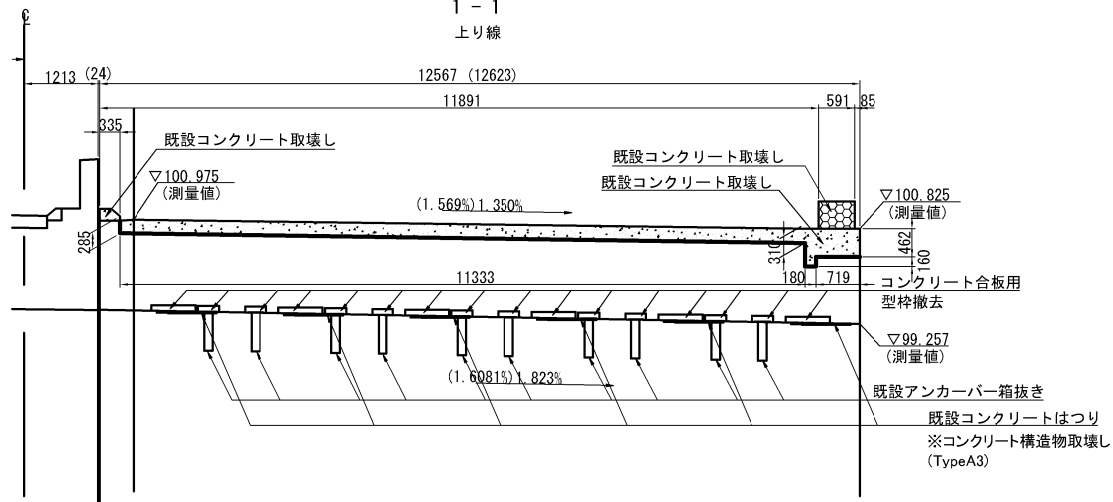 1 - 1
℄
上り線
1213 (24)
12567 (12623)
11891
591
85
335
既設コンクリート取壊し
既設コンクリート取壊し
既設コンクリート取壊し
▽100.975
(測量値)
▽100.825
(測量値)
(1.569%)1.350%
285
310
462
160
11333
180
719
コンクリート合板用
型枠撤去
▽99.257
(測量値)
(1.6081%)1.823%
既設アンカーバー箱抜き
既設コンクリートはつり
※コンクリート構造物取壊し
(TypeA3)